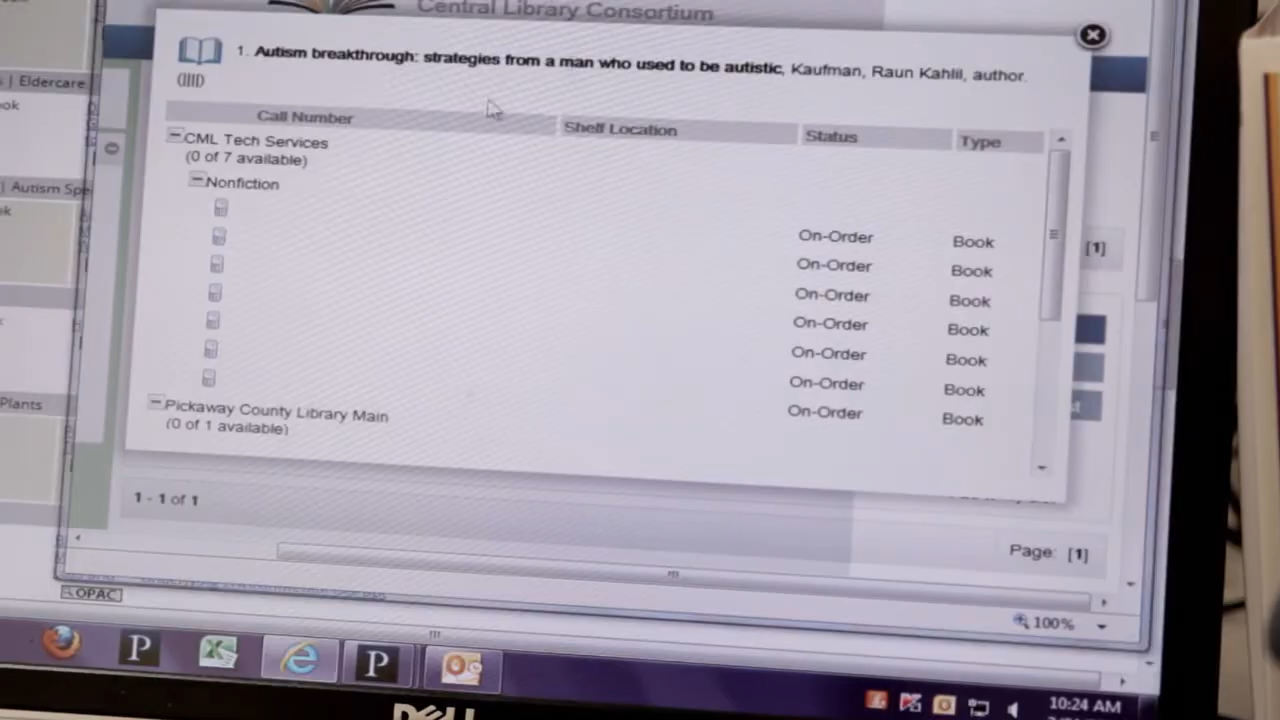 Central Library Consortium
1. Autism breakthrough: strategies from a man who used to be autistic, Kaufman, Raun Kahlil, author.
Call Number Shelf Location Status Type
CML Tech Services
(0 of 7 available)
Nonfiction
On-Order Book
On-Order Book
On-Order Book
On-Order Book
On-Order Book
On-Order Book
On-Order Book
Pickaway County Library Main
(0 of 1 available)
| Eldercare
ok
| Autism Spe
Plants
[1]
1 - 1 of 1
Page: [1]
OPAC
100%
P
P
10:24 AM
DELL